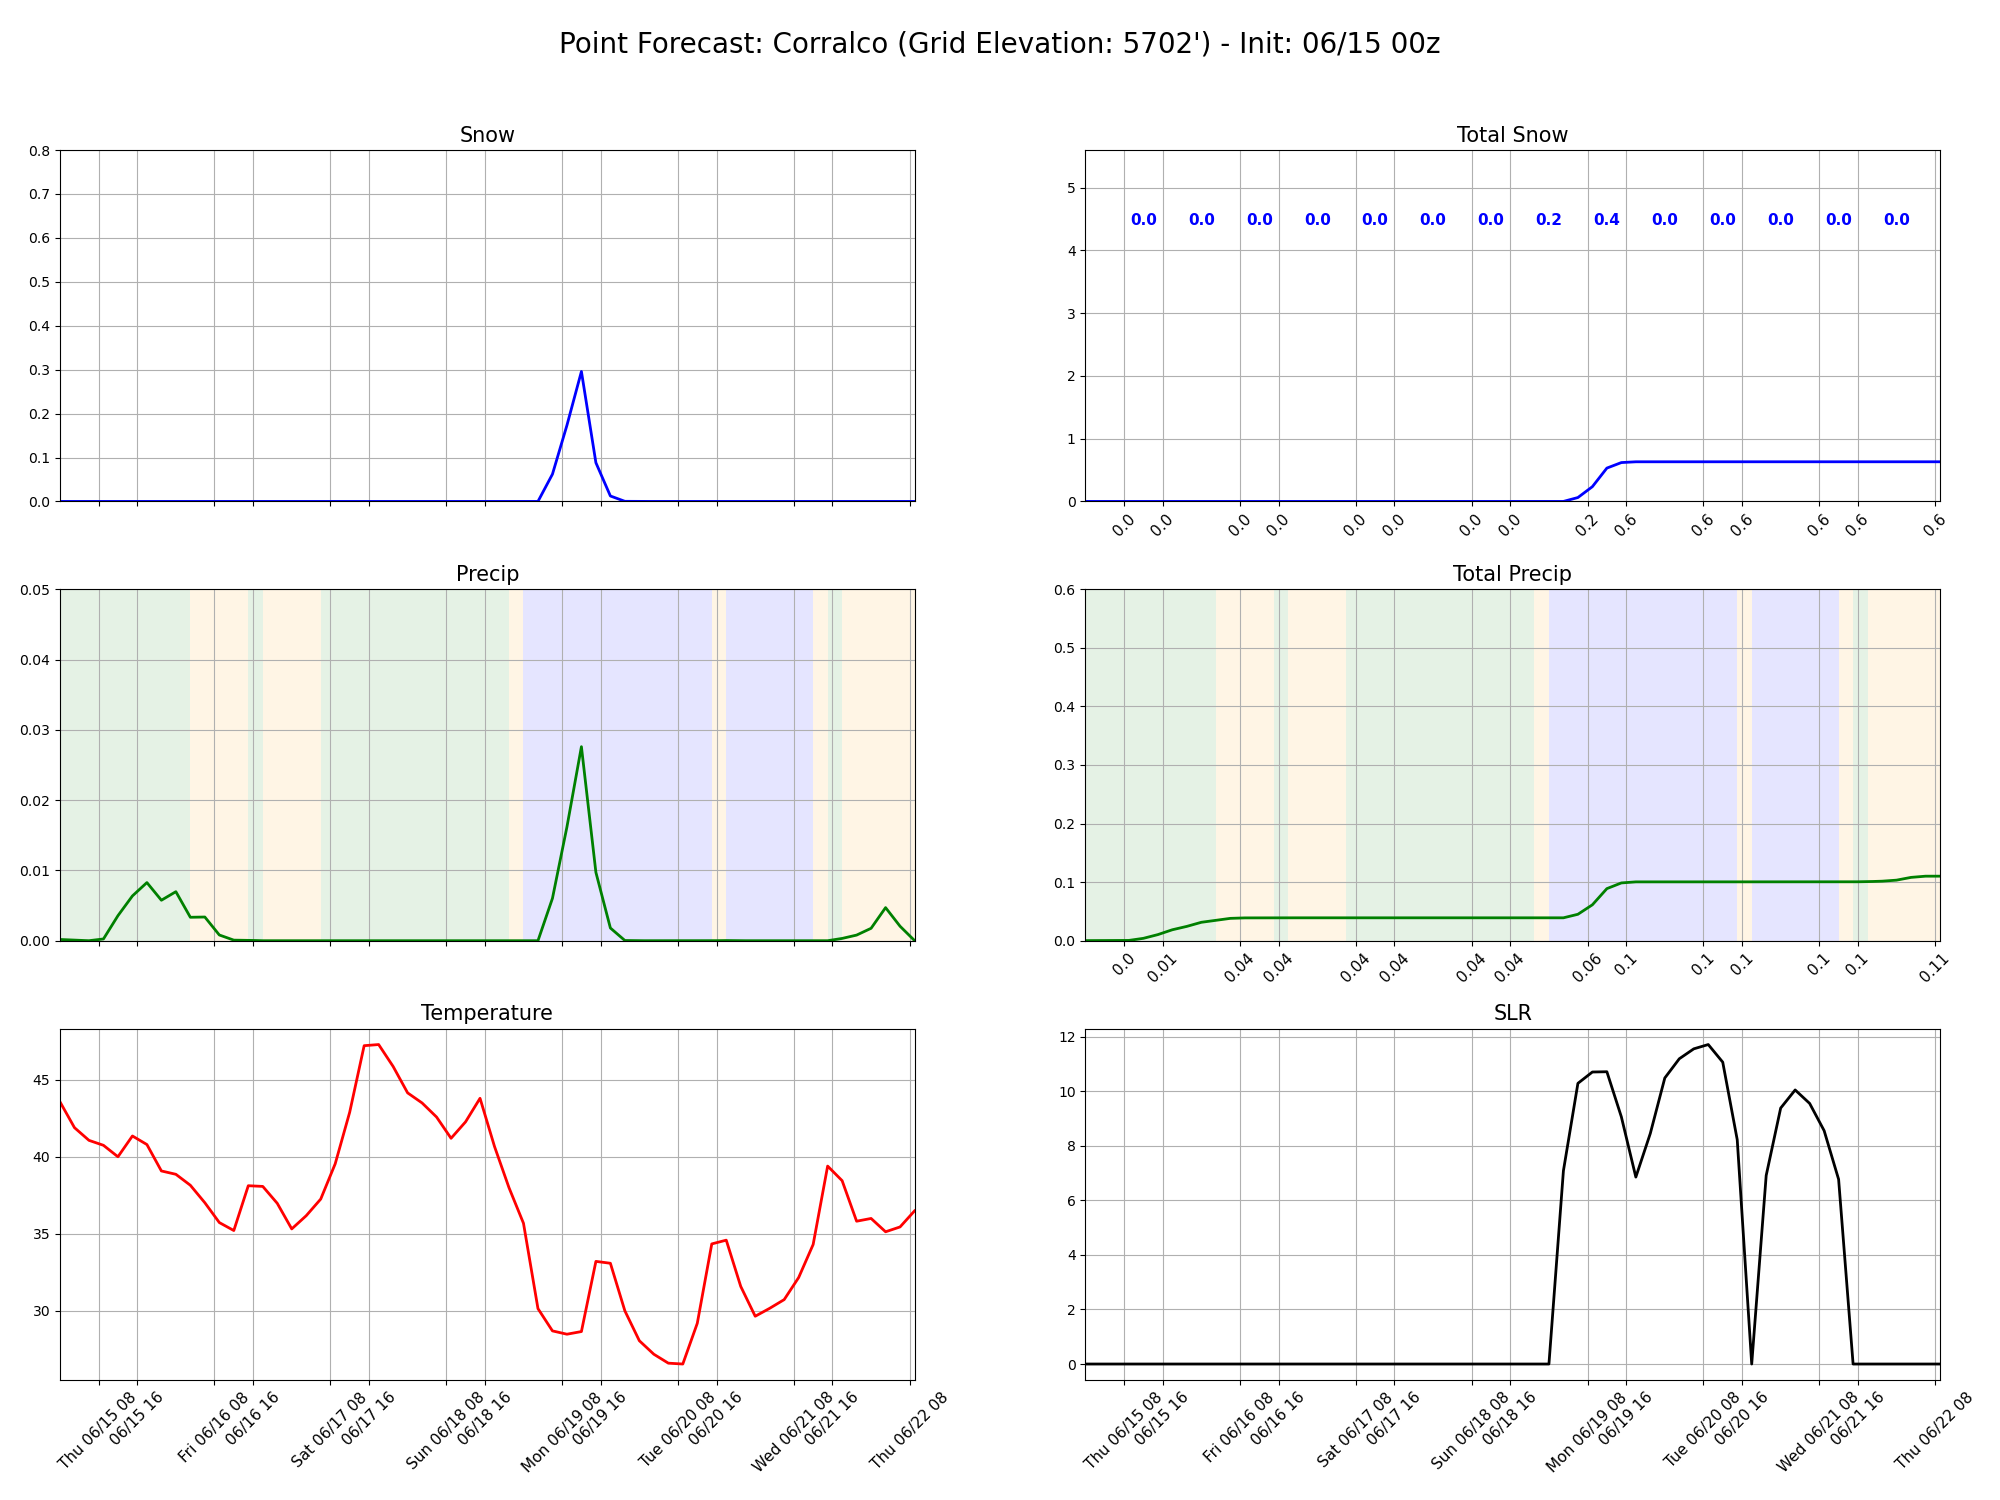 Point Forecast: Corralco (Grid Elevation: 5702') - Init: 06/15 00z
Snow
0.8
0.7
0.6
0.5
0.4
0.3
0.2
0.1
0.0
Total Snow
5
4
3
2
1
0
0.0 0.0 0.0 0.0 0.0 0.0 0.0 0.2 0.4 0.0 0.0 0.0 0.0 0.0
0.0 0.0 0.0 0.0 0.0 0.0 0.0 0.0 0.2 0.6 0.6 0.6 0.6 0.6 0.6
Precip
0.05
0.04
0.03
0.02
0.01
0.00
Total Precip
0.6
0.5
0.4
0.3
0.2
0.1
0.0
0.0 0.01 0.04 0.04 0.04 0.04 0.04 0.04 0.06 0.1 0.1 0.1 0.1 0.1 0.11
Temperature
45
40
35
30
Thu 06/15 08
06/15 16
Fri 06/16 08
06/16 16
Sat 06/17 08
06/17 16
Sun 06/18 08
06/18 16
Mon 06/19 08
06/19 16
Tue 06/20 08
06/20 16
Wed 06/21 08
06/21 16
Thu 06/22 08
SLR
12
10
8
6
4
2
0
Thu 06/15 08
06/15 16
Fri 06/16 08
06/16 16
Sat 06/17 08
06/17 16
Sun 06/18 08
06/18 16
Mon 06/19 08
06/19 16
Tue 06/20 08
06/20 16
Wed 06/21 08
06/21 16
Thu 06/22 08